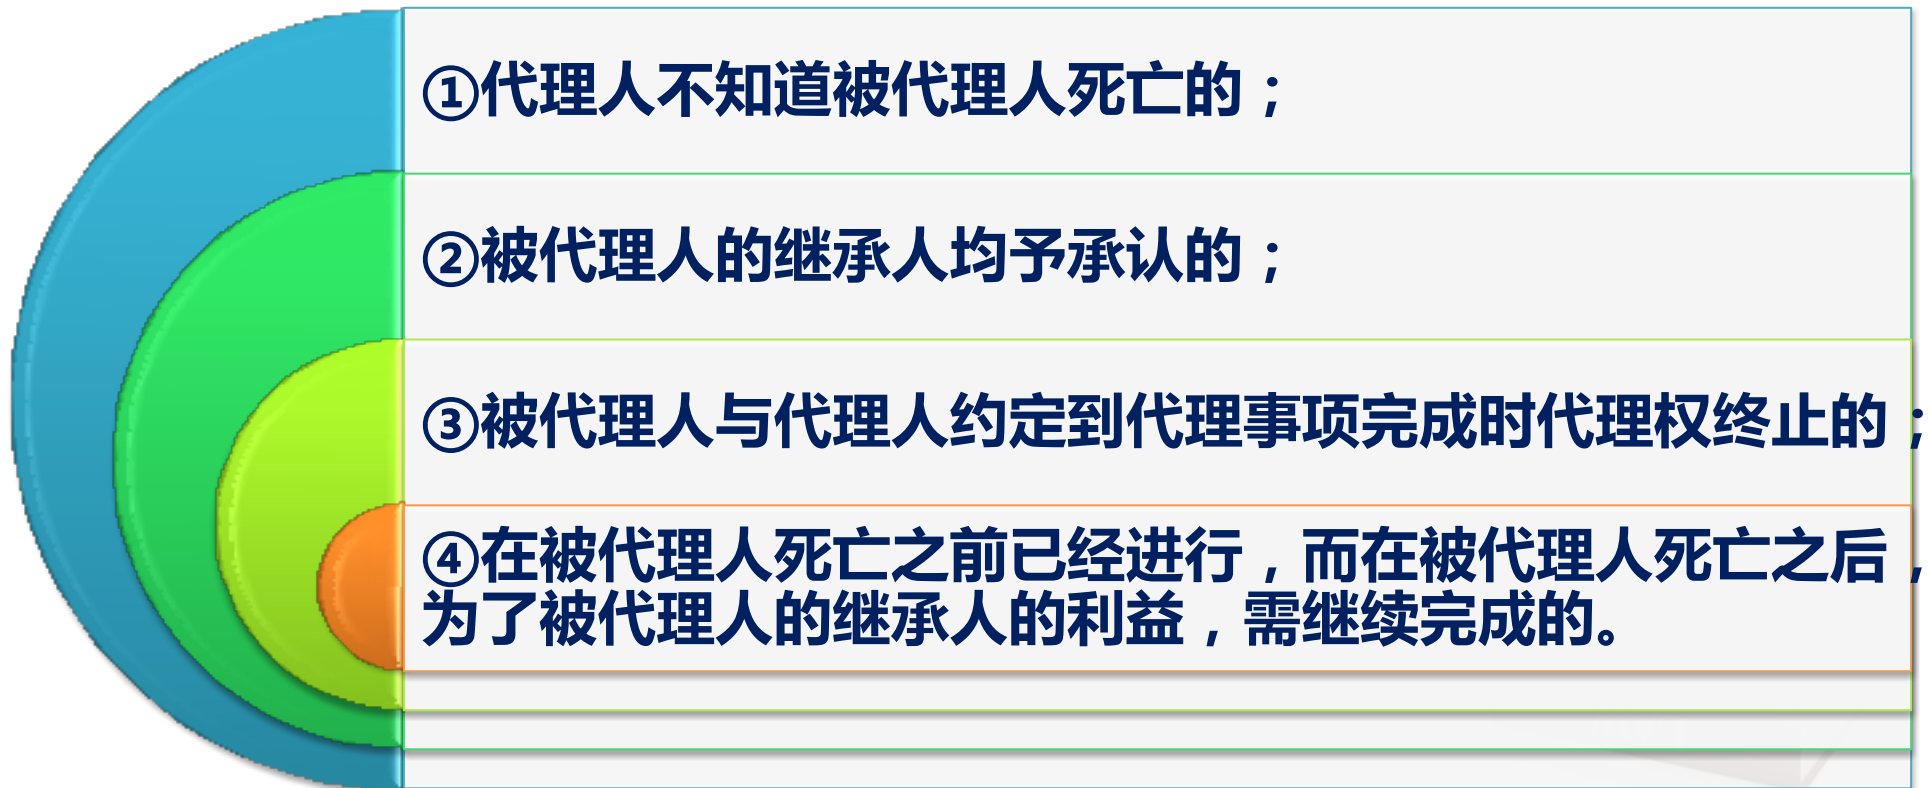 ①代理人不知道被代理人死亡的；
②被代理人的继承人均予承认的；
③被代理人与代理人约定到代理事项完成时代理权终止的；
④在被代理人死亡之前已经进行，而在被代理人死亡之后，
为了被代理人的继承人的利益，需继续完成的。